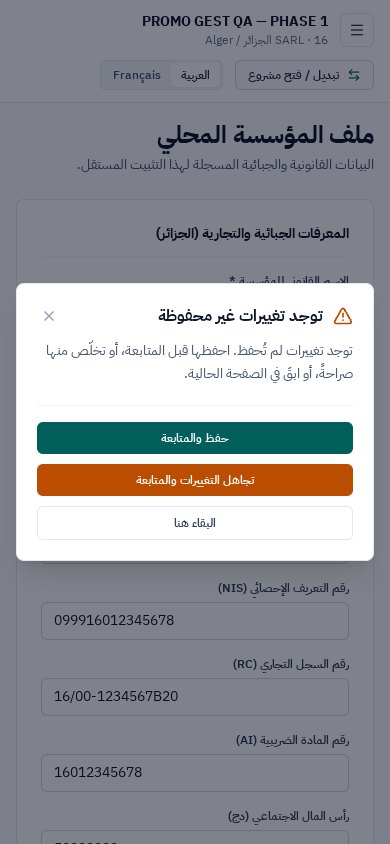 PROMO GEST QA — PHASE 1
SARL · 16 الجزائر / Alger
تبديل / فتح مشروع
العربية
Français
ملف المؤسسة المحلي
البيانات القانونية والجبائية المسجلة لهذا التثبيت المستقل.
المعرفات الجبائية والتجارية (الجزائر)
الاسم القانوني للمؤسسة *
توجد تغييرات غير محفوظة
توجد تغييرات لم تُحفظ. احفظها قبل المتابعة، أو تخلّص منها
صراحةً، أو ابقَ في الصفحة الحالية.
حفظ والمتابعة
تجاهل التغييرات والمتابعة
البقاء هنا
رقم التعريف الإحصائي (NIS)
099916012345678
رقم السجل التجاري (RC)
16/00-1234567B20
رقم المادة الضريبية (AI)
16012345678
رأس المال الاجتماعي (دج)